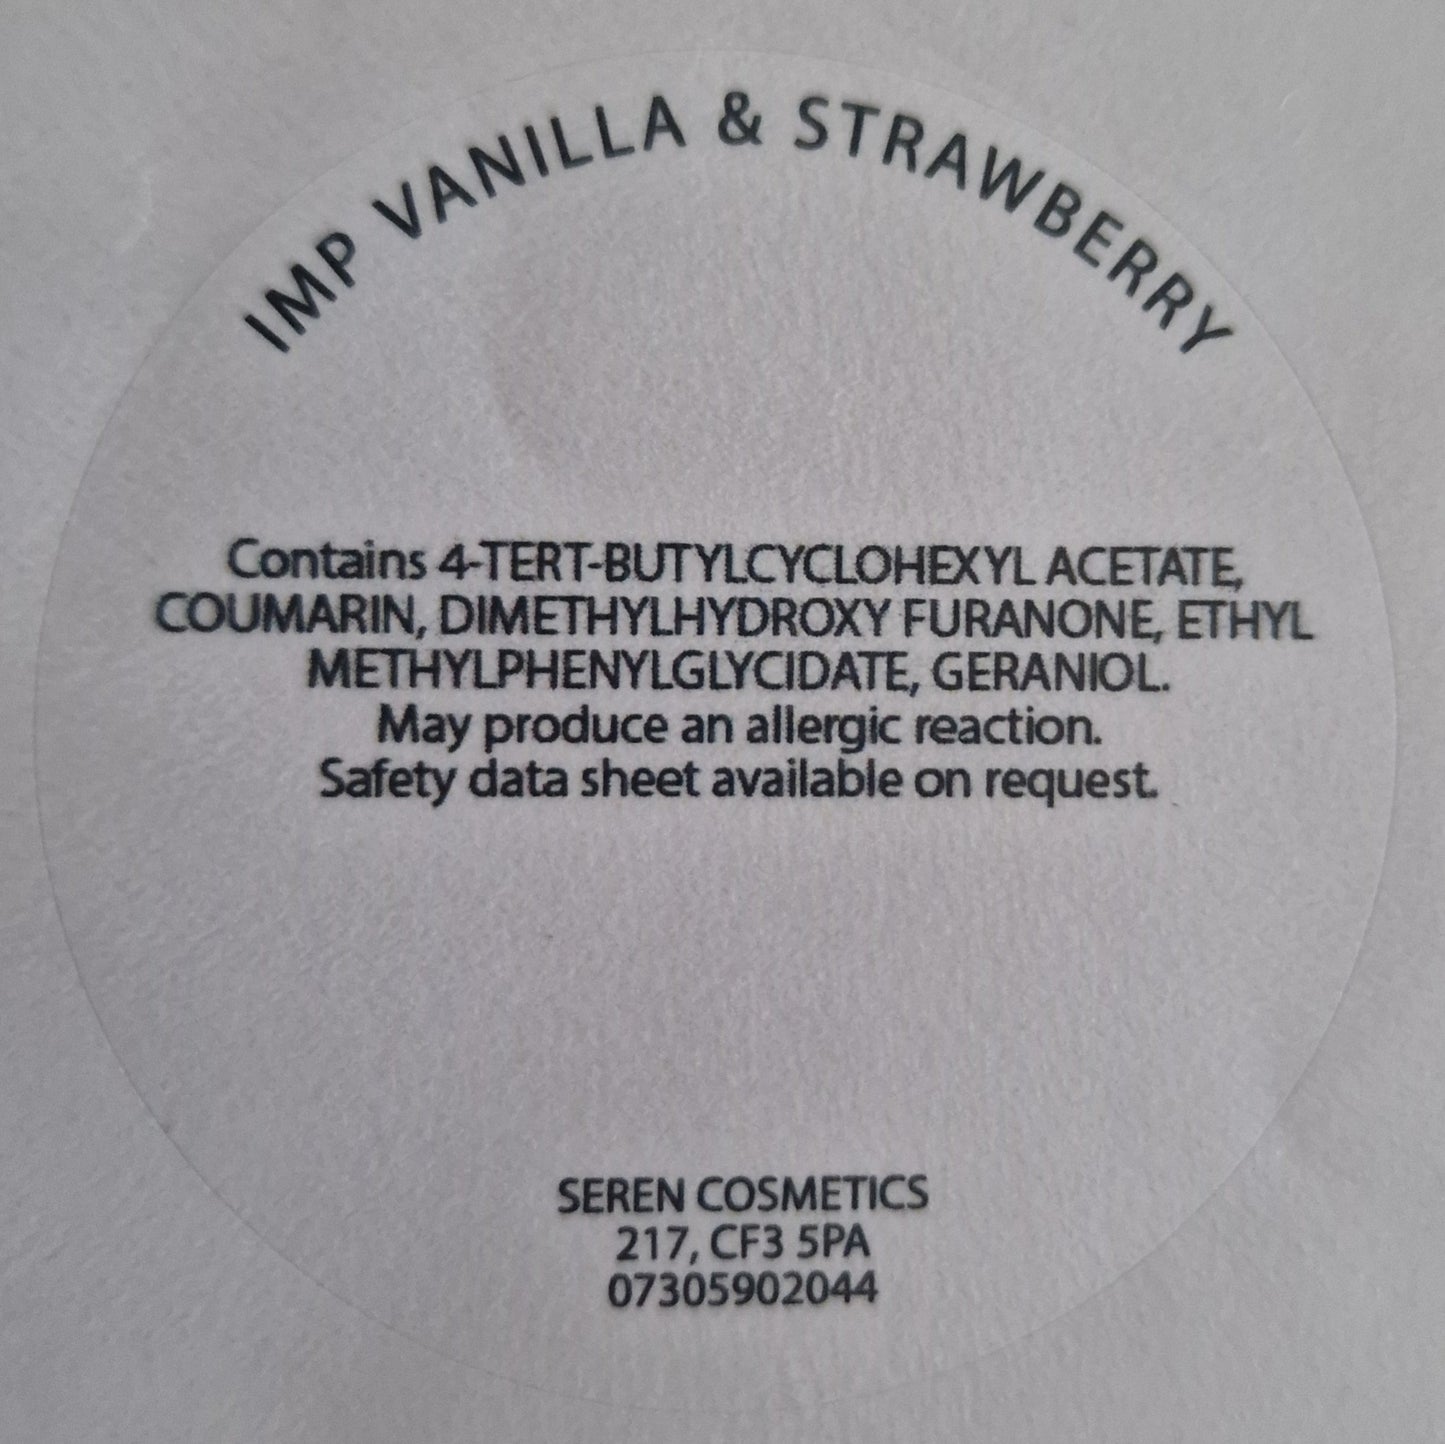 IMP VANILLA & STRAWBERRY
Contains 4-TERT-BUTYLCYCLOHEXYL ACETATE,
COUMARIN, DIMETHYLHYDROXY FURANONE, ETHYL
METHYLPHENYLGLYCIDATE, GERANIOL.
May produce an allergic reaction.
Safety data sheet available on request.
SEREN COSMETICS
217, CF3 5PA
07305902044